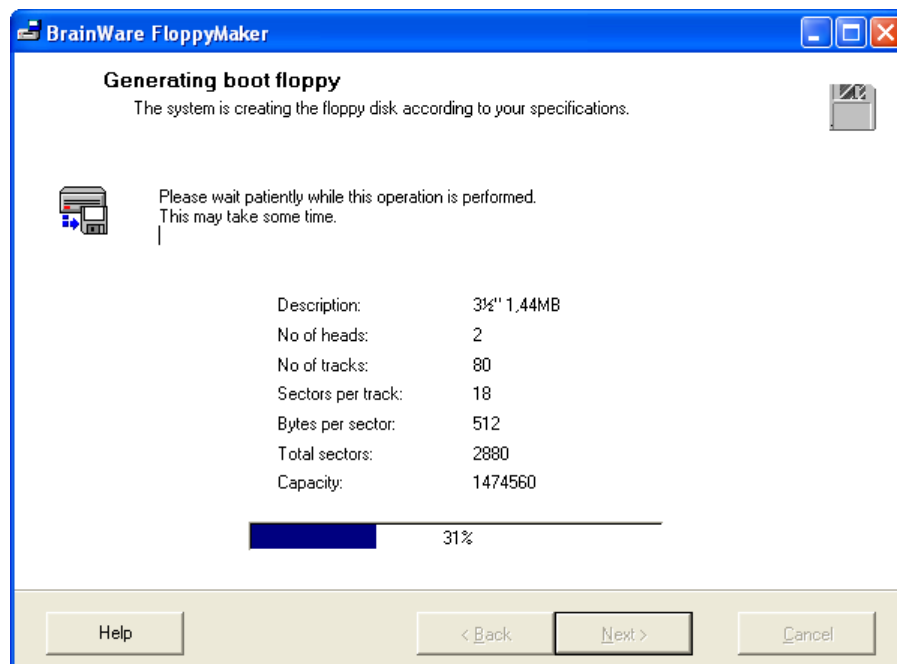 BrainWare FloppyMaker
Generating boot floppy
The system is creating the floppy disk according to your specifications.
Please wait patiently while this operation is performed.
This may take some time.
Description: 3½" 1,44MB
No of heads: 2
No of tracks: 80
Sectors per track: 18
Bytes per sector: 512
Total sectors: 2880
Capacity: 1474560
31%
Help < Back Next > Cancel